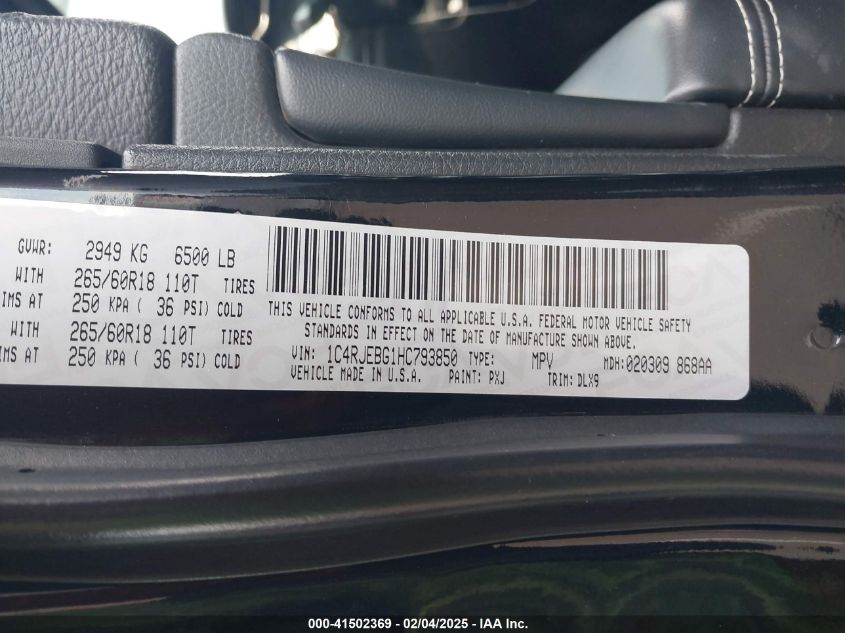 GVWR: 2949 KG 6500 LB
WITH 265/60R18 110T TIRES
IMS AT 250 KPA ( 36 PSI) COLD
WITH 265/60R18 110T TIRES
IMS AT 250 KPA ( 36 PSI) COLD
THIS VEHICLE CONFORMS TO ALL APPLICABLE U.S.A. FEDERAL MOTOR VEHICLE SAFETY
STANDARDS IN EFFECT ON THE DATE OF MANUFACTURE SHOWN ABOVE.
VIN: 1C4RJEBG1HC793850 TYPE: MPV MDH:020309 868AA
VEHICLE MADE IN U.S.A. PAINT: PXJ TRIM: DLX9
000-41502369 - 02/04/2025 - IAA Inc.